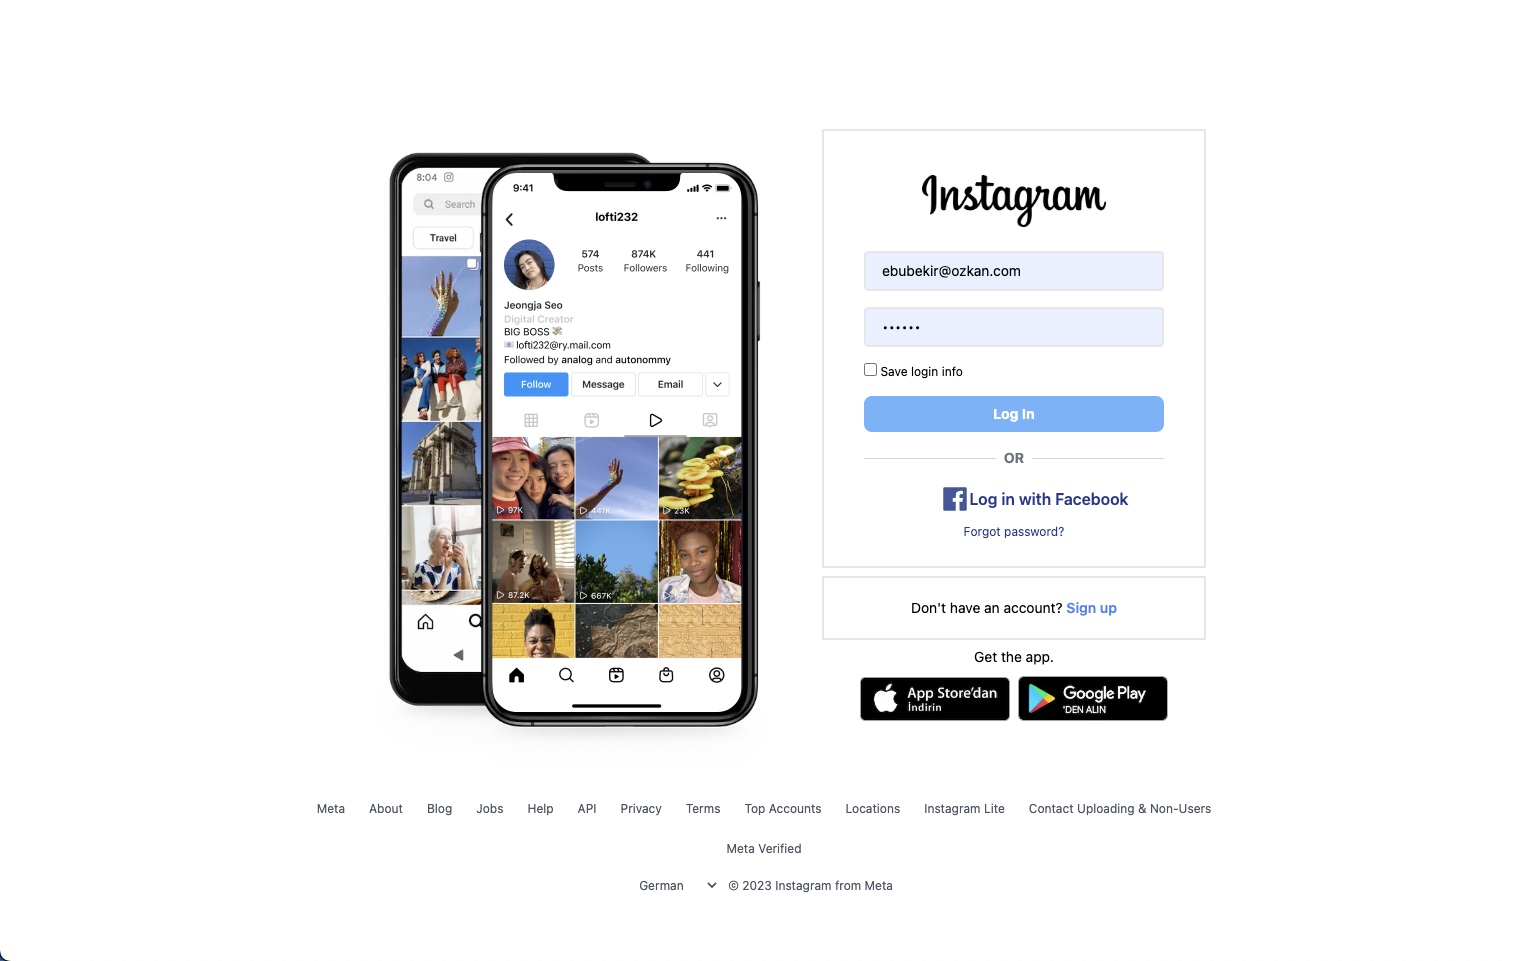 8:04
Search
Travel
9:41
lofti232
...
574 874K 441
Posts Followers Following
Jeongja Seo
Digital Creator
BIG BOSS
lofti232@ry.mail.com
Followed by analog and autonommy
Follow Message Email
97K 441K 23K
87.2K 667K
Instagram
ebubekir@ozkan.com
••••••
Save login info
Log In
OR
Log in with Facebook
Forgot password?
Don't have an account? Sign up
Get the app.
App Store’dan
İndirin
Google Play
'DEN ALIN
Meta About Blog Jobs Help API Privacy Terms Top Accounts Locations Instagram Lite Contact Uploading & Non-Users
Meta Verified
German © 2023 Instagram from Meta